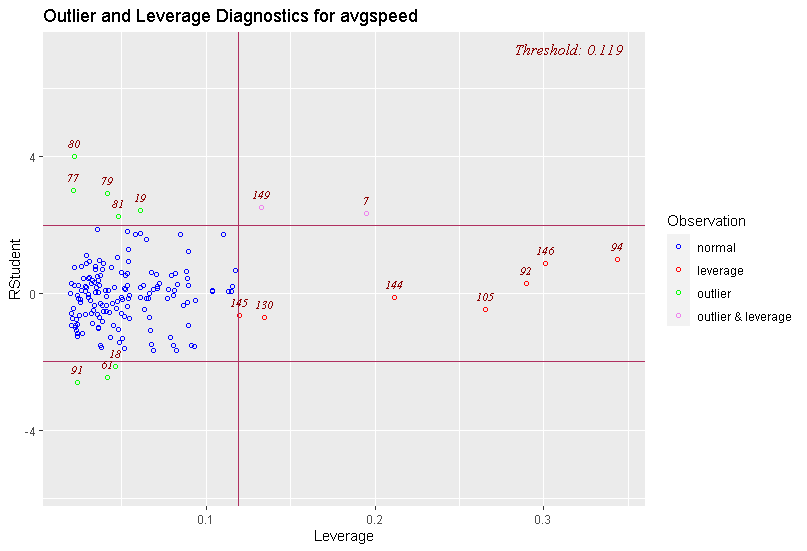 Outlier and Leverage Diagnostics for avgspeed
Threshold: 0.119
80
77
79
81
19
149
7
94
146
92
144
105
145
130
18
61
91
4
0
-4
RStudent
0.1
0.2
0.3
Leverage
Observation
normal
leverage
outlier
outlier & leverage